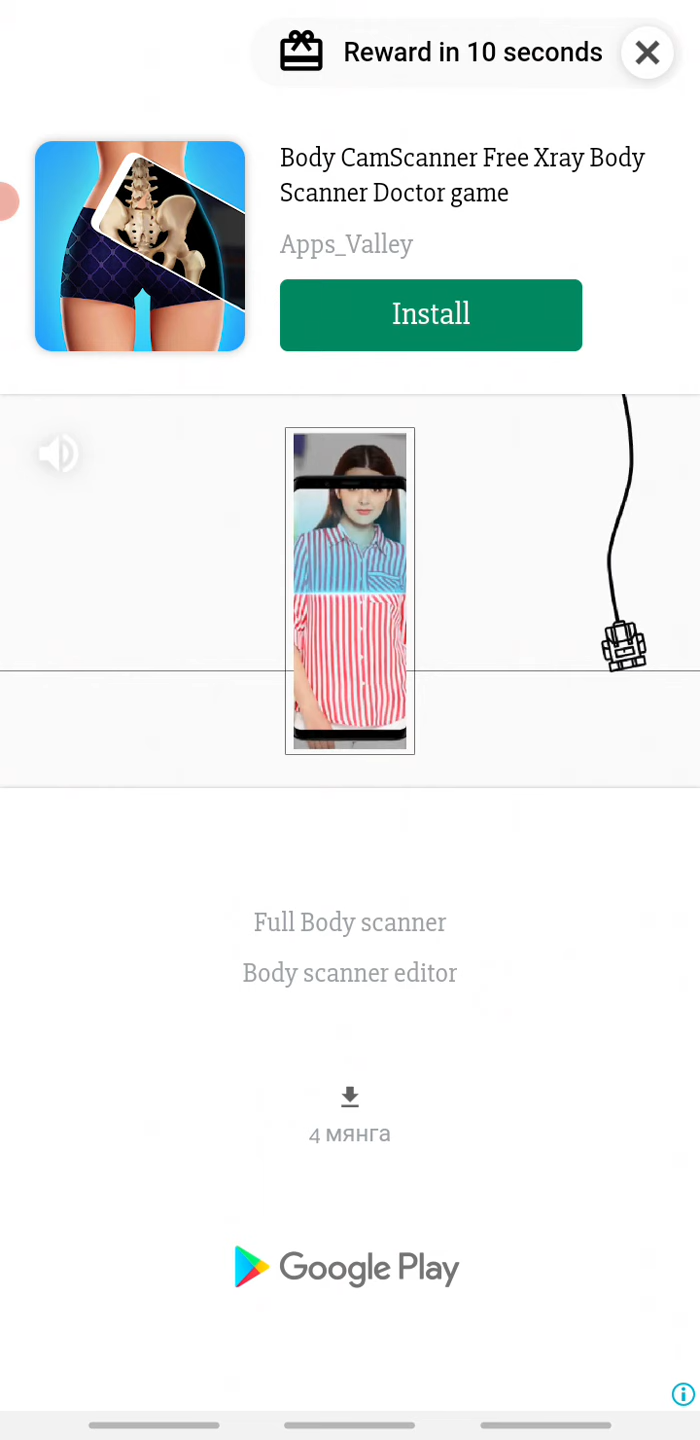 Reward in 10 seconds
Body CamScanner Free Xray Body
Scanner Doctor game
Apps_Valley
Install
Full Body scanner
Body scanner editor
4 мянга
Google Play